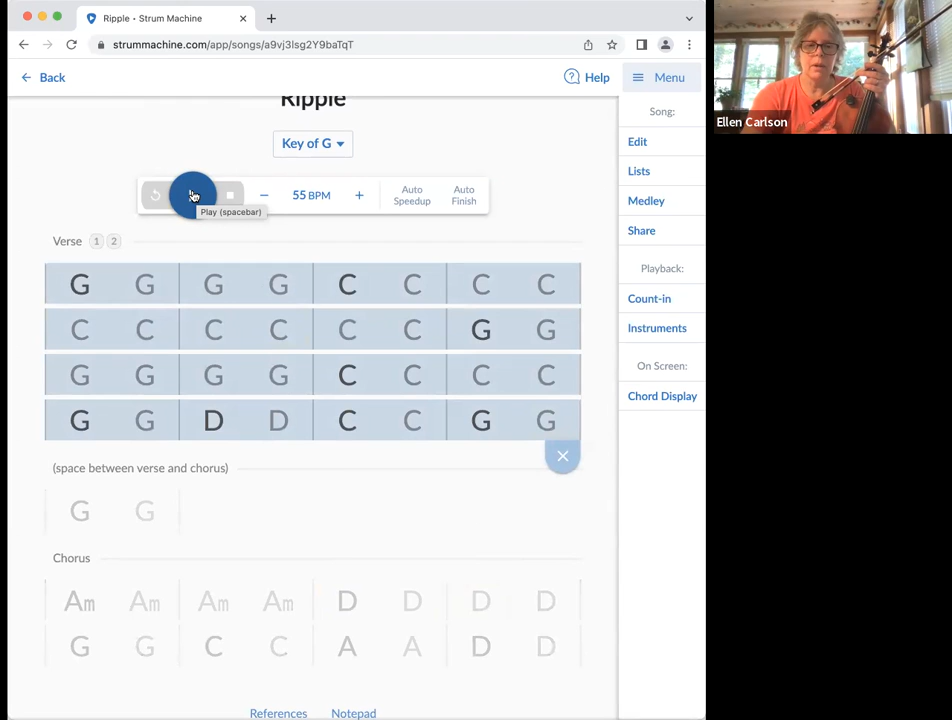 Ripple • Strum Machine
strummachine.com/app/songs/a9vj3lsg2Y9baTqT
Back
Help
Menu
Ripple
Key of G
55 BPM
Auto Speedup
Auto Finish
Play (spacebar)
Verse 1 2
G G G G C C C C
C C C C C C G G
G G G G C C C C
G G D D C C G G
(space between verse and chorus)
G G
Chorus
Am Am Am Am D D D D
G G C C A A D D
References Notepad
Song:
Edit
Lists
Medley
Share
Playback:
Count-in
Instruments
On Screen:
Chord Display
Ellen Carlson